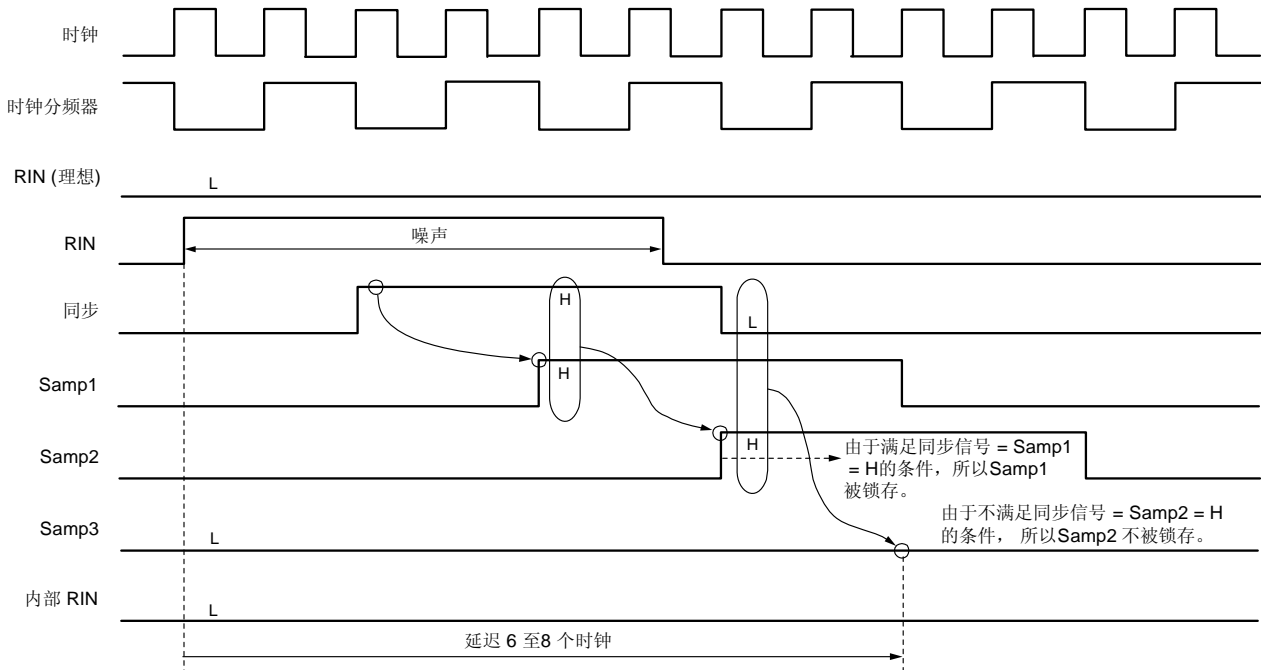 时钟
时钟分频器
RIN (理想)
L
RIN
噪声
同步
H
L
Samp1
H
Samp2
H
由于满足同步信号 = Samp1
= H的条件，所以Samp1
被锁存。
Samp3
L
由于不满足同步信号 = Samp2 = H
的条件， 所以Samp2 不被锁存。
内部 RIN
L
延迟 6 至8 个时钟